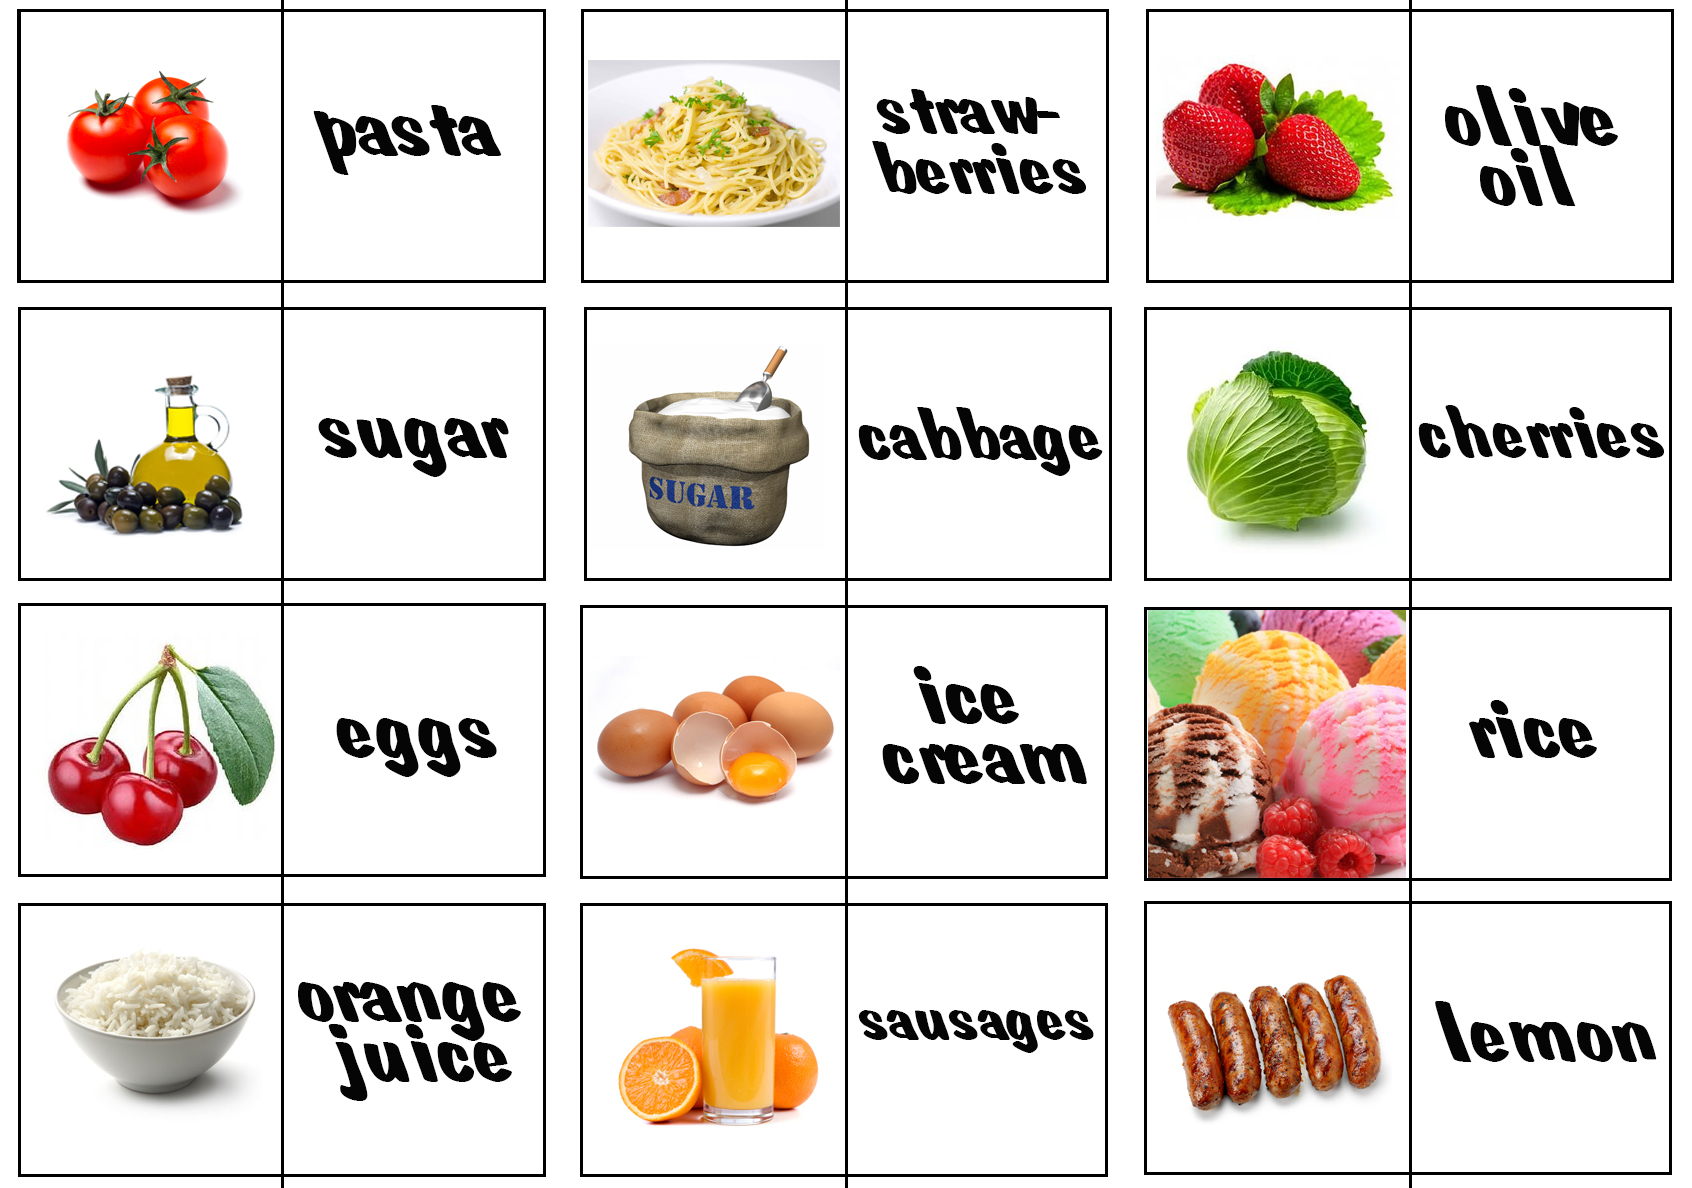 pasta
straw-
berries
olive
oil
sugar
SUGAR
cabbage
cherries
eggs
ice
cream
rice
orange
juice
sausages
lemon